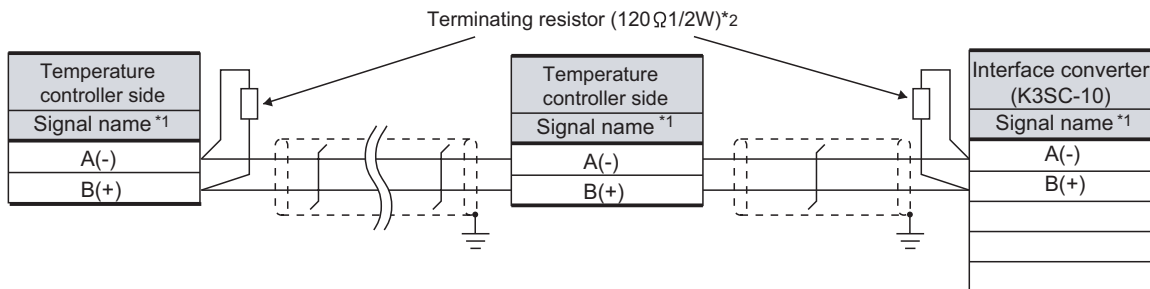 Terminating resistor (120Ω1/2W)*2
Temperature
controller side
Signal name *1
A(-)
B(+)
Temperature
controller side
Signal name *1
A(-)
B(+)
Interface converter
(K3SC-10)
Signal name *1
A(-)
B(+)